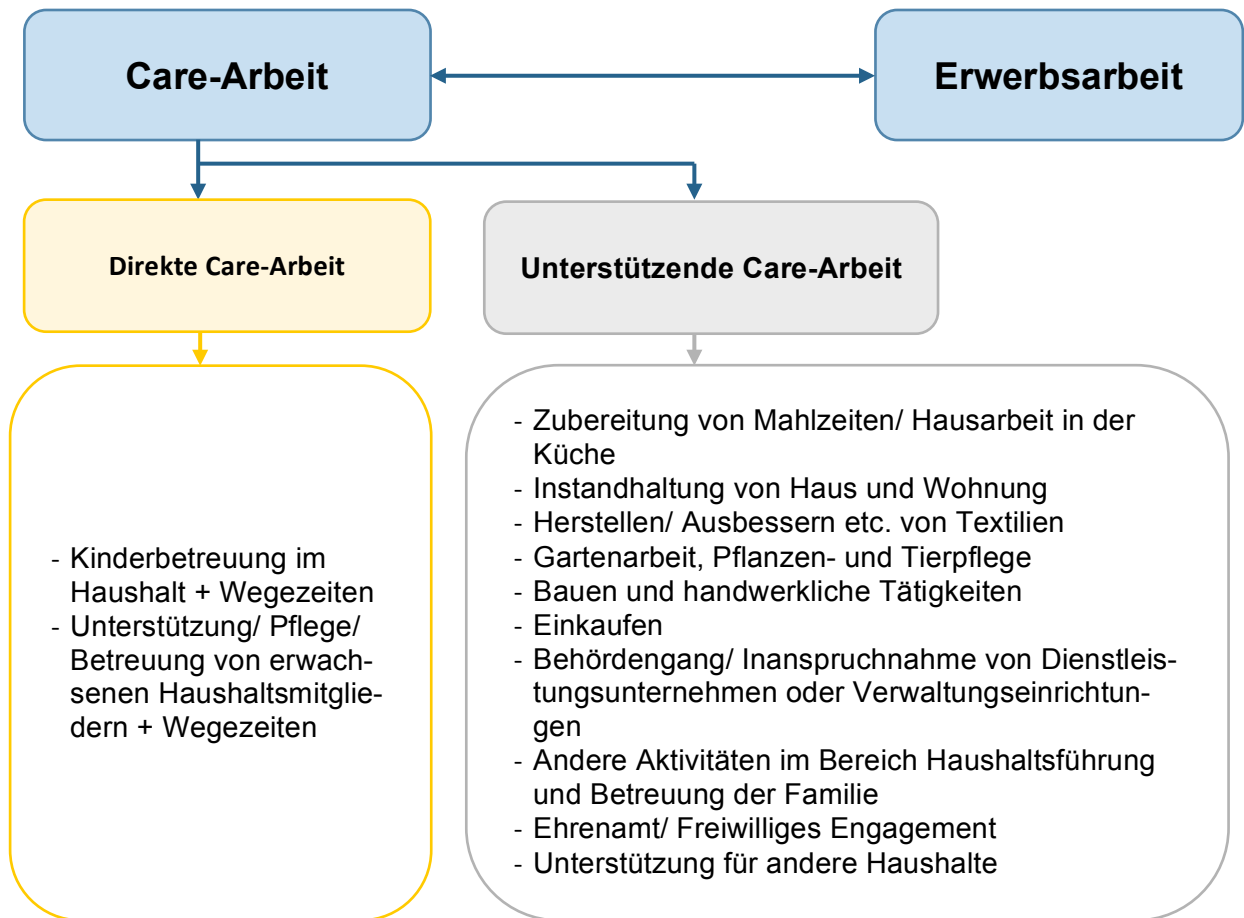 Care-Arbeit
Erwerbsarbeit
Direkte Care-Arbeit
Unterstützende Care-Arbeit
- Kinderbetreuung im
Haushalt + Wegezeiten
- Unterstützung/ Pflege/
Betreuung von erwach-
senen Haushaltsmitglie-
dern + Wegezeiten
- Zubereitung von Mahlzeiten/ Hausarbeit in der
Küche
- Instandhaltung von Haus und Wohnung
- Herstellen/ Ausbessern etc. von Textilien
- Gartenarbeit, Pflanzen- und Tierpflege
- Bauen und handwerkliche Tätigkeiten
- Einkaufen
- Behördengang/ Inanspruchnahme von Dienstleis-
tungsunternehmen oder Verwaltungseinrichtun-
gen
- Andere Aktivitäten im Bereich Haushaltsführung
und Betreuung der Familie
- Ehrenamt/ Freiwilliges Engagement
- Unterstützung für andere Haushalte